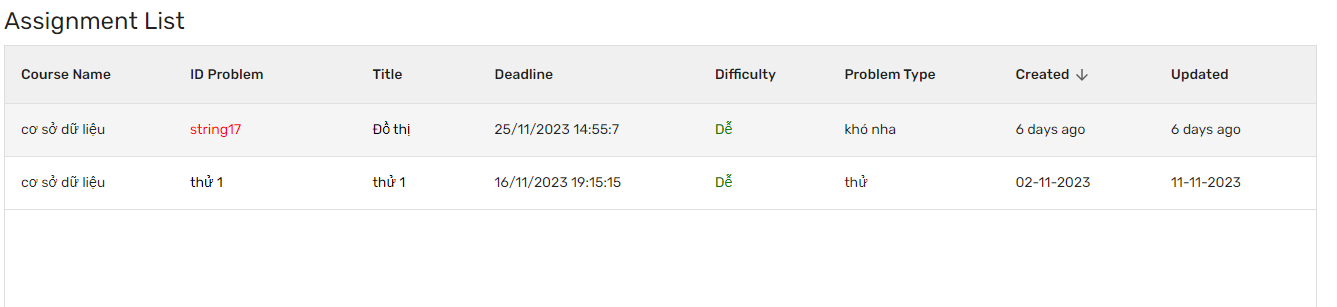 Assignment List
Course Name ID Problem Title Deadline Difficulty Problem Type Created Updated
cơ sở dữ liệu string17 Đồ thị 25/11/2023 14:55:7 Dễ khó nha 6 days ago 6 days ago
cơ sở dữ liệu thử 1 thử 1 16/11/2023 19:15:15 Dễ thử 02-11-2023 11-11-2023